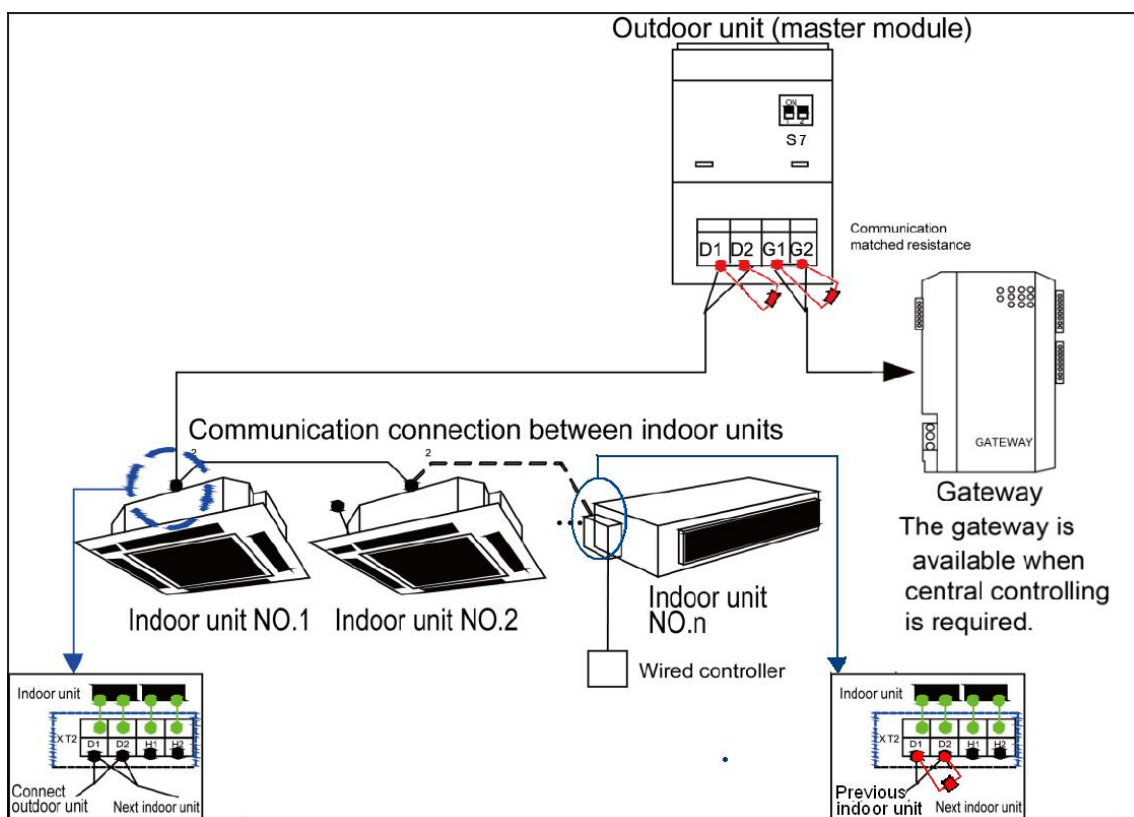 Outdoor unit (master module)
ON
1 2
S7
D1 D2 G1 G2
Communication
matched resistance
GATEWAY
Gateway
The gateway is
available when
central controlling
is required.
Communication connection between indoor units
2
2
Indoor unit NO.1
Indoor unit NO.2
Indoor unit
NO.n
Wired controller
Indoor unit
XT2
D1 D2 H1 H2
Connect
outdoor unit
Next indoor unit
Indoor unit
XT2
D1 D2 H1 H2
Previous
indoor unit
Next indoor unit